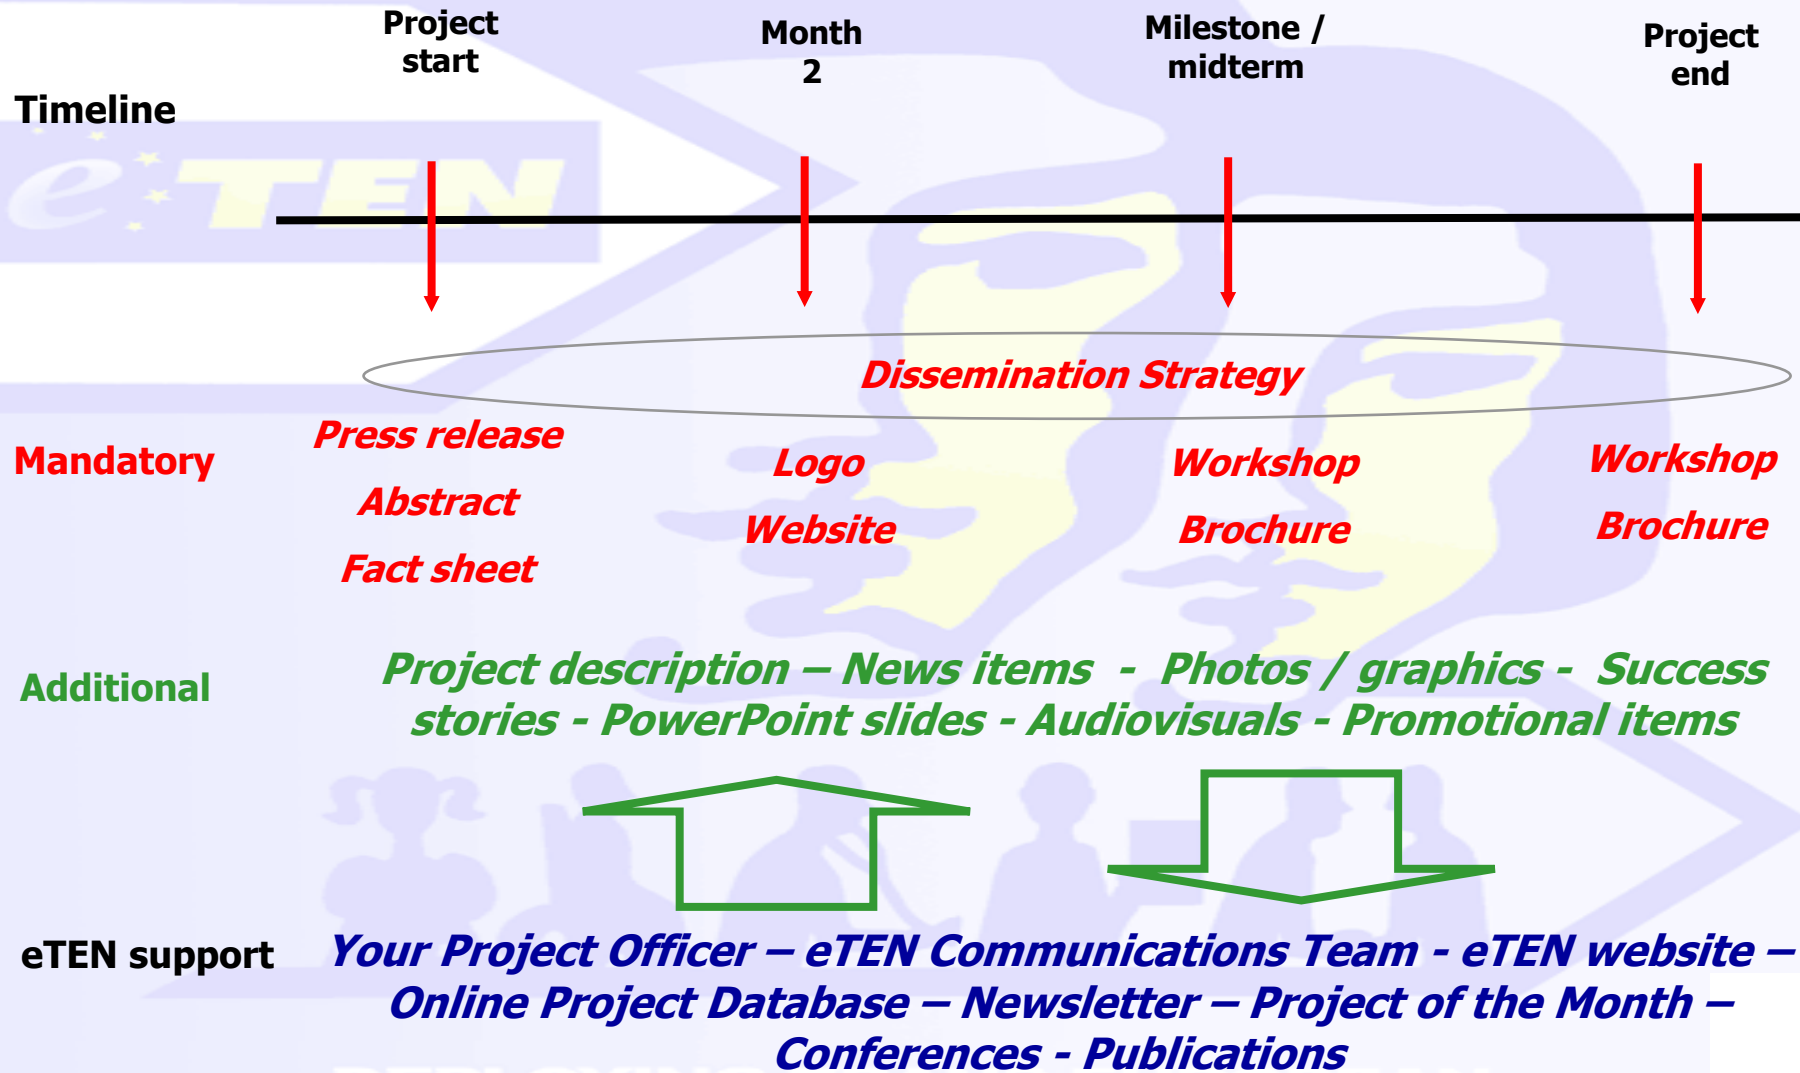 Project
start
Month
2
Milestone /
midterm
Project
end
Timeline
e TEN
Dissemination Strategy
Mandatory
Press release
Abstract
Fact sheet
Logo
Website
Workshop
Brochure
Workshop
Brochure
Additional
Project description – News items - Photos / graphics - Success
stories - PowerPoint slides - Audiovisuals - Promotional items
eTEN support
Your Project Officer – eTEN Communications Team - eTEN website –
Online Project Database – Newsletter – Project of the Month –
Conferences - Publications